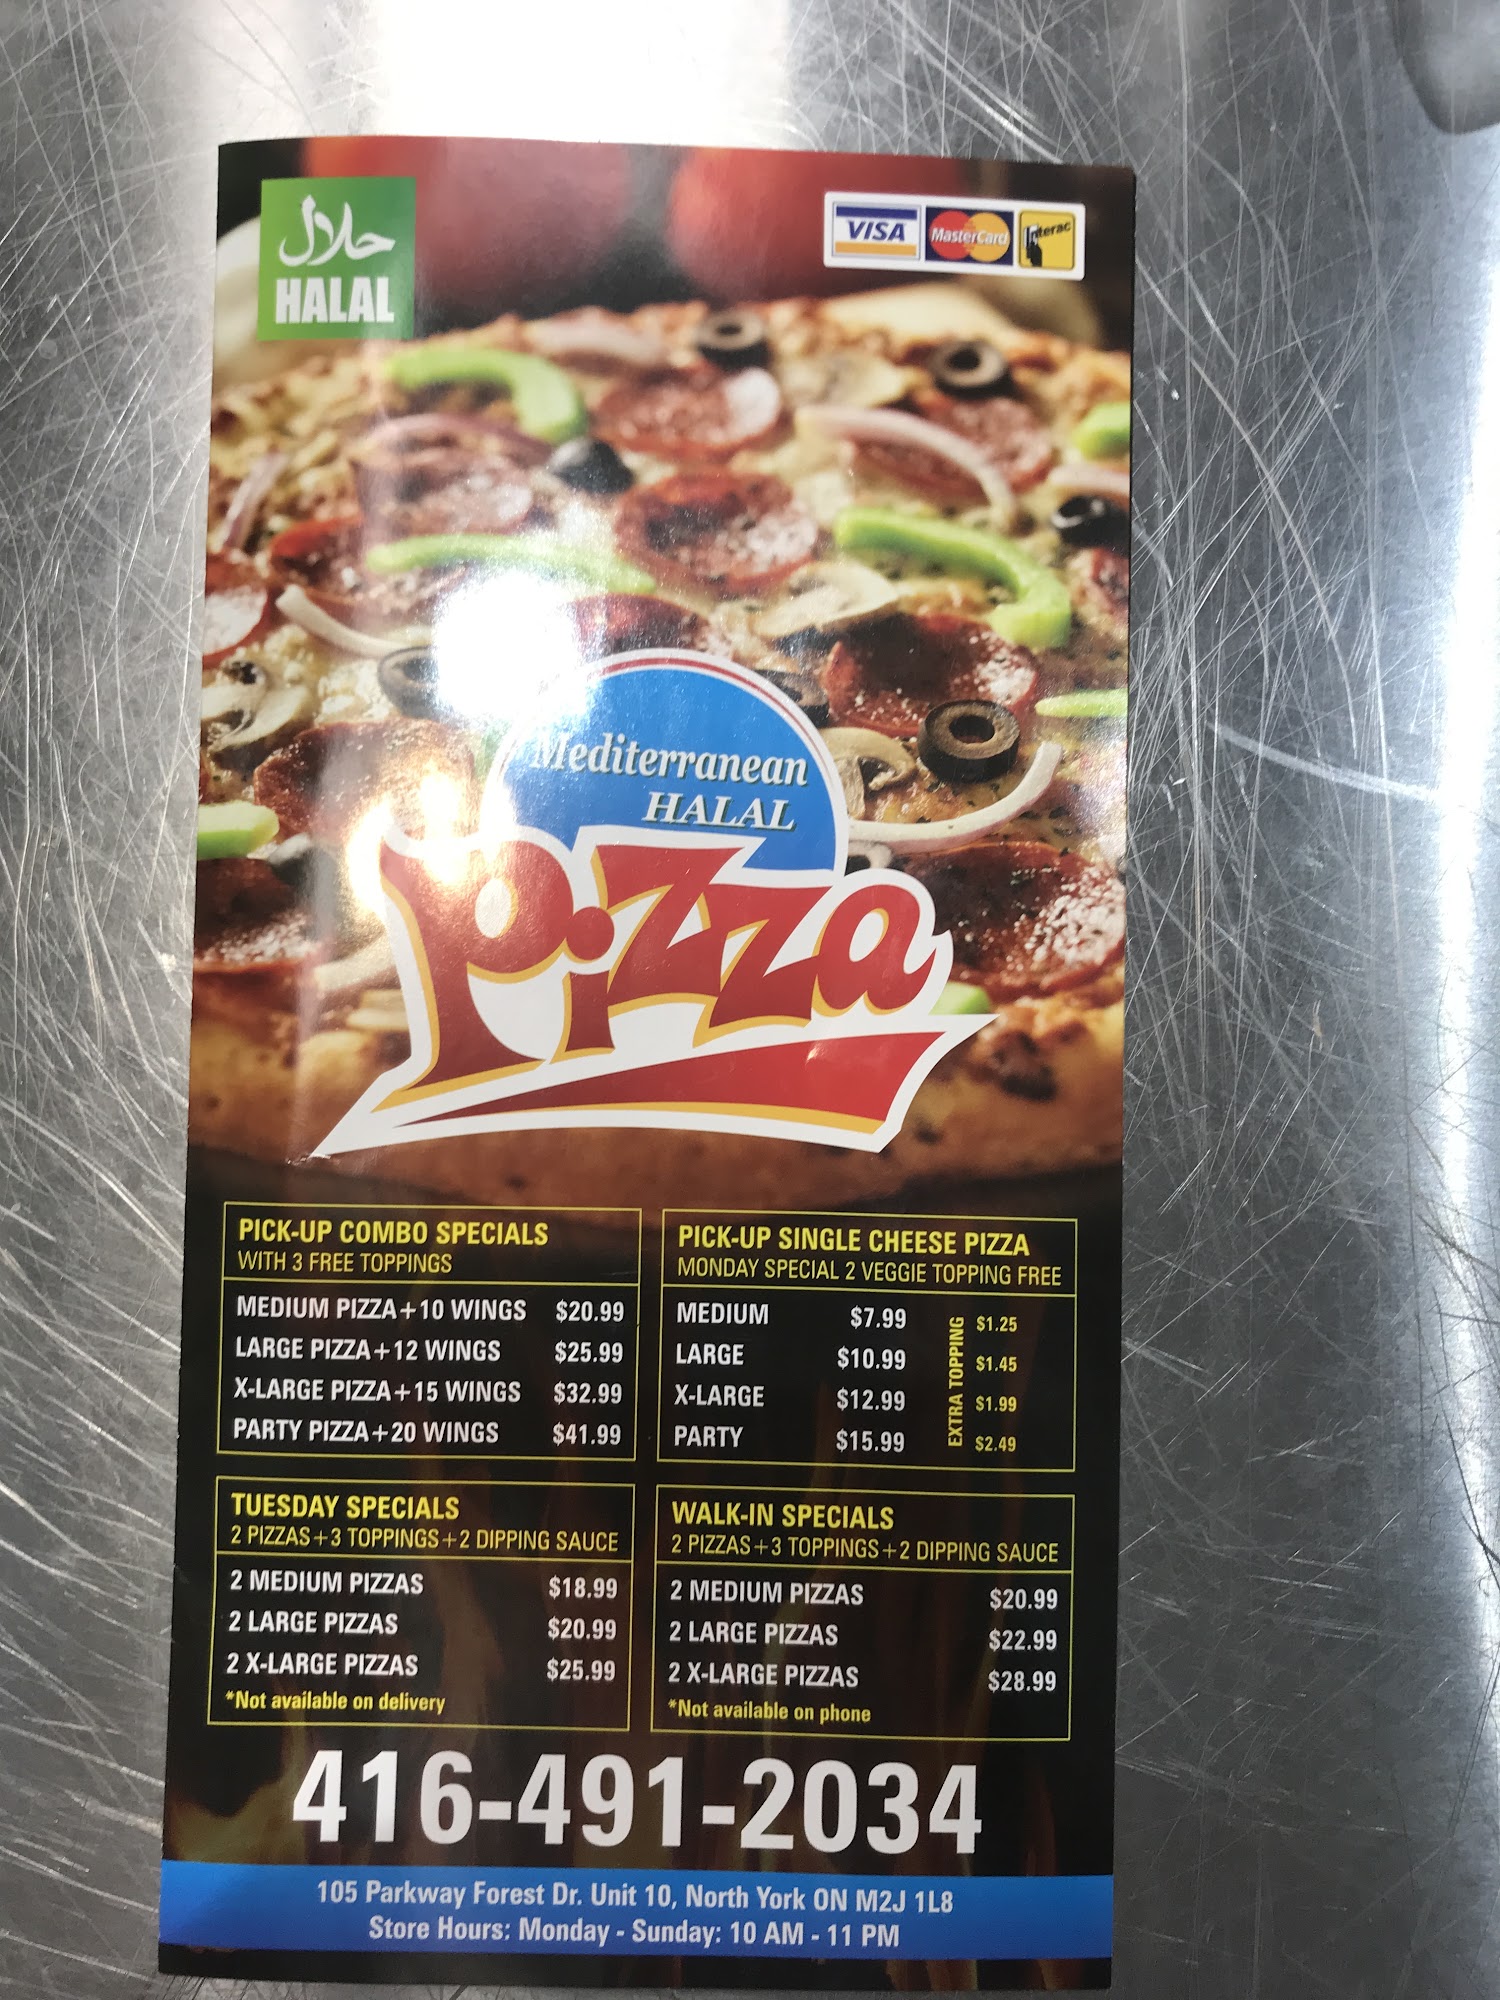 حلال
HALAL
VISA MasterCard Interac
Mediterranean
HALAL
Pizza
PICK-UP COMBO SPECIALS
WITH 3 FREE TOPPINGS
MEDIUM PIZZA+10 WINGS $20.99
LARGE PIZZA+12 WINGS $25.99
X-LARGE PIZZA+15 WINGS $32.99
PARTY PIZZA+20 WINGS $41.99
PICK-UP SINGLE CHEESE PIZZA
MONDAY SPECIAL 2 VEGGIE TOPPING FREE
MEDIUM $7.99 $1.25
LARGE $10.99 $1.45
X-LARGE $12.99 $1.99
PARTY $15.99 $2.49
EXTRA TOPPING
TUESDAY SPECIALS
2 PIZZAS+3 TOPPINGS+2 DIPPING SAUCE
2 MEDIUM PIZZAS $18.99
2 LARGE PIZZAS $20.99
2 X-LARGE PIZZAS $25.99
*Not available on delivery
WALK-IN SPECIALS
2 PIZZAS+3 TOPPINGS+2 DIPPING SAUCE
2 MEDIUM PIZZAS $20.99
2 LARGE PIZZAS $22.99
2 X-LARGE PIZZAS $28.99
*Not available on phone
416-491-2034
105 Parkway Forest Dr. Unit 10, North York ON M2J 1L8
Store Hours: Monday - Sunday: 10 AM - 11 PM